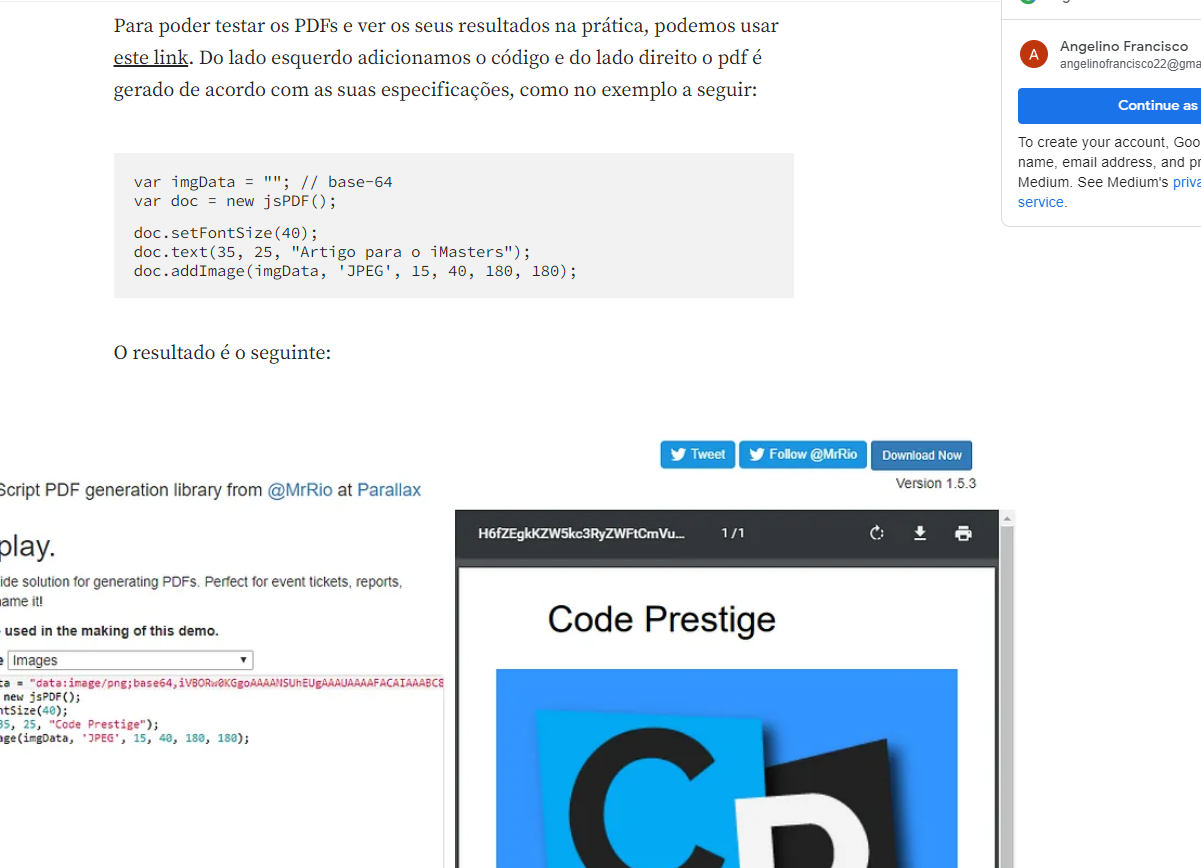 Para poder testar os PDFs e ver os seus resultados na prática, podemos usar
este link. Do lado esquerdo adicionamos o código e do lado direito o pdf é
gerado de acordo com as suas especificações, como no exemplo a seguir:
var imgData = ""; // base-64
var doc = new jsPDF();
doc.setFontSize(40);
doc.text(35, 25, "Artigo para o iMasters");
doc.addImage(imgData, 'JPEG', 15, 40, 180, 180);
O resultado é o seguinte:
A
Angelino Francisco
angelinofrancisco22@gma
Continue as
To create your account, Goo
name, email address, and pr
Medium. See Medium's priva
service.
Tweet
Follow @MrRio
Download Now
Version 1.5.3
Script PDF generation library from @MrRio at Parallax
play.
ide solution for generating PDFs. Perfect for event tickets, reports,
name it!
used in the making of this demo.
Images
ta = "data:image/png;base64,iVBORw0KGgoAAAANSUhEUgAAAUAAAAFACAIAAABC8
new jsPDF();
ntSize(40);
35, 25, "Code Prestige");
age(imgData, 'JPEG', 15, 40, 180, 180);
H6fZEgkKZW5kc3RyZWFtCmVu...
1 / 1
Code Prestige
CP